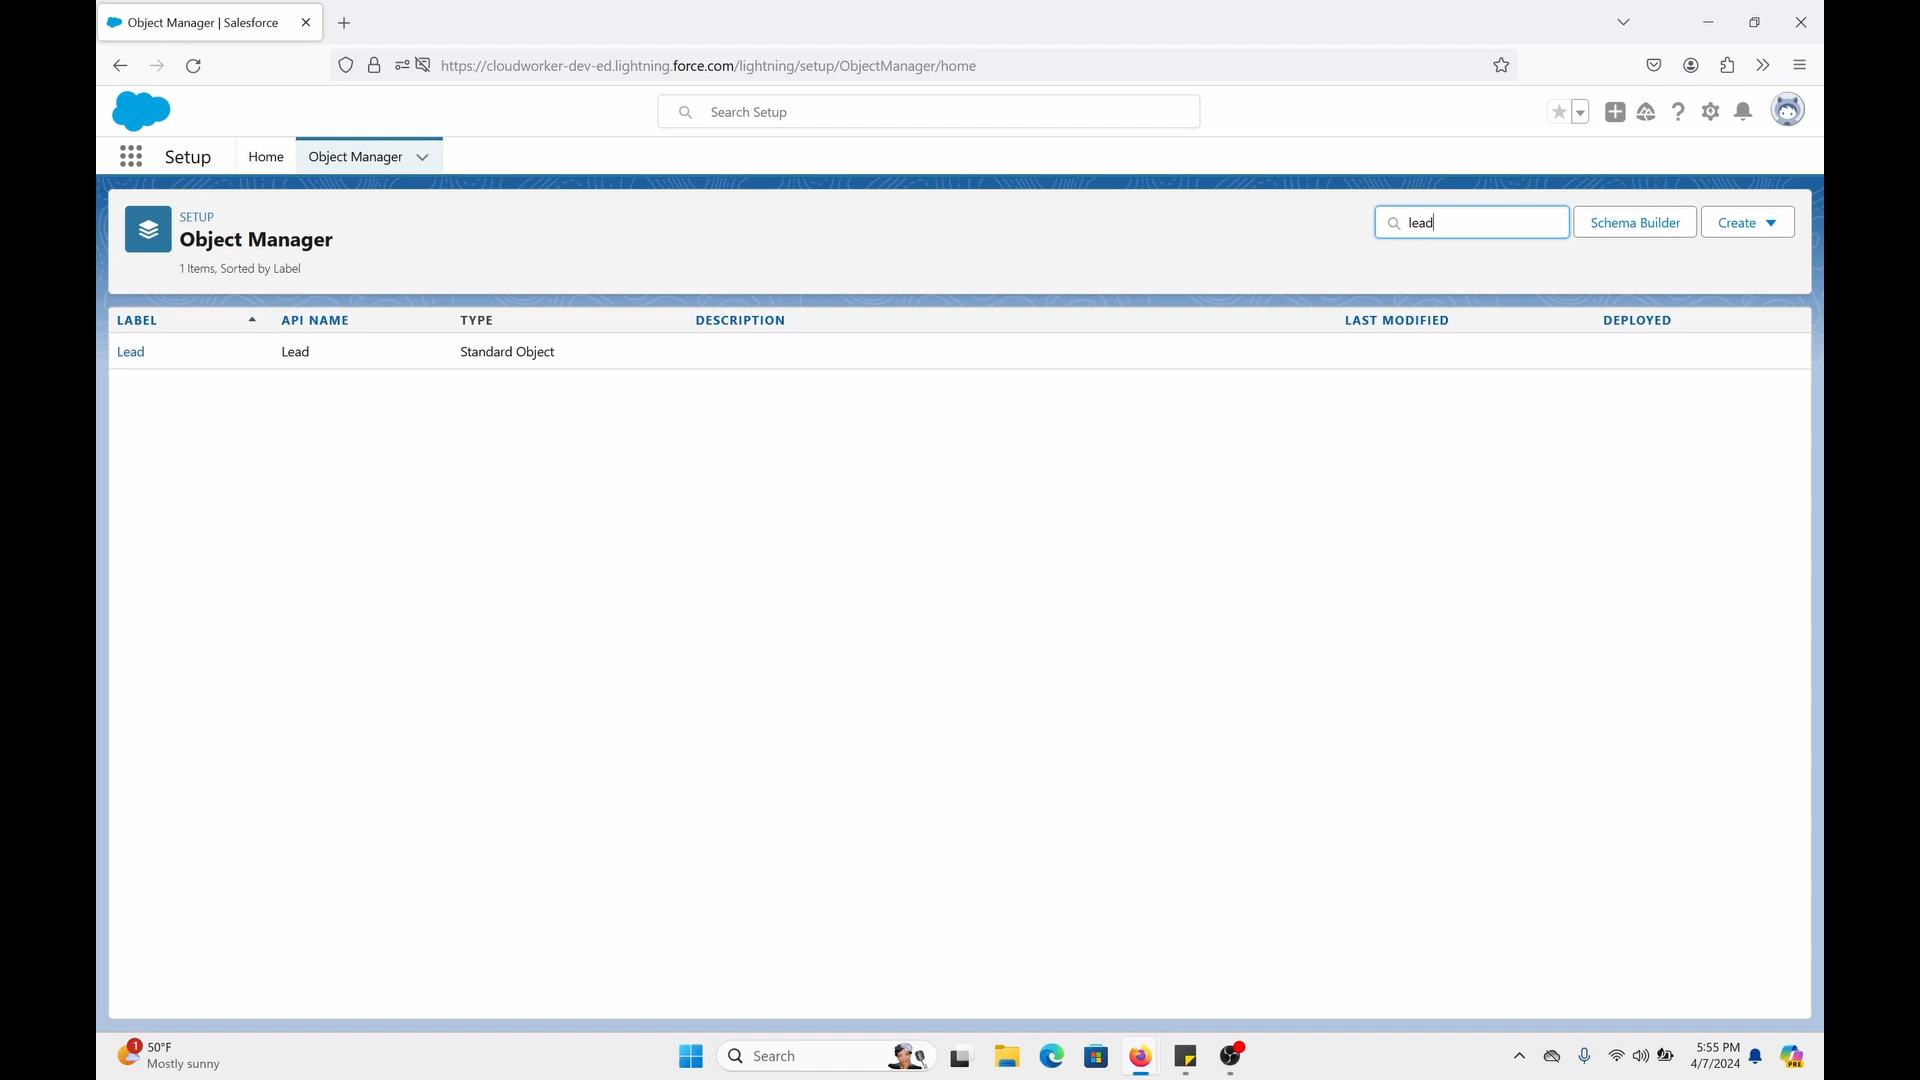 Object Manager | Salesforce
https://cloudworker-dev-ed.lightning.force.com/lightning/setup/ObjectManager/home
Search Setup
Setup
Home
Object Manager
SETUP
Object Manager
1 Items, Sorted by Label
lead
Schema Builder
Create
LABEL API NAME TYPE DESCRIPTION LAST MODIFIED DEPLOYED
Lead Lead Standard Object
1
50°F
Mostly sunny
Search
5:55 PM
4/7/2024
PRE